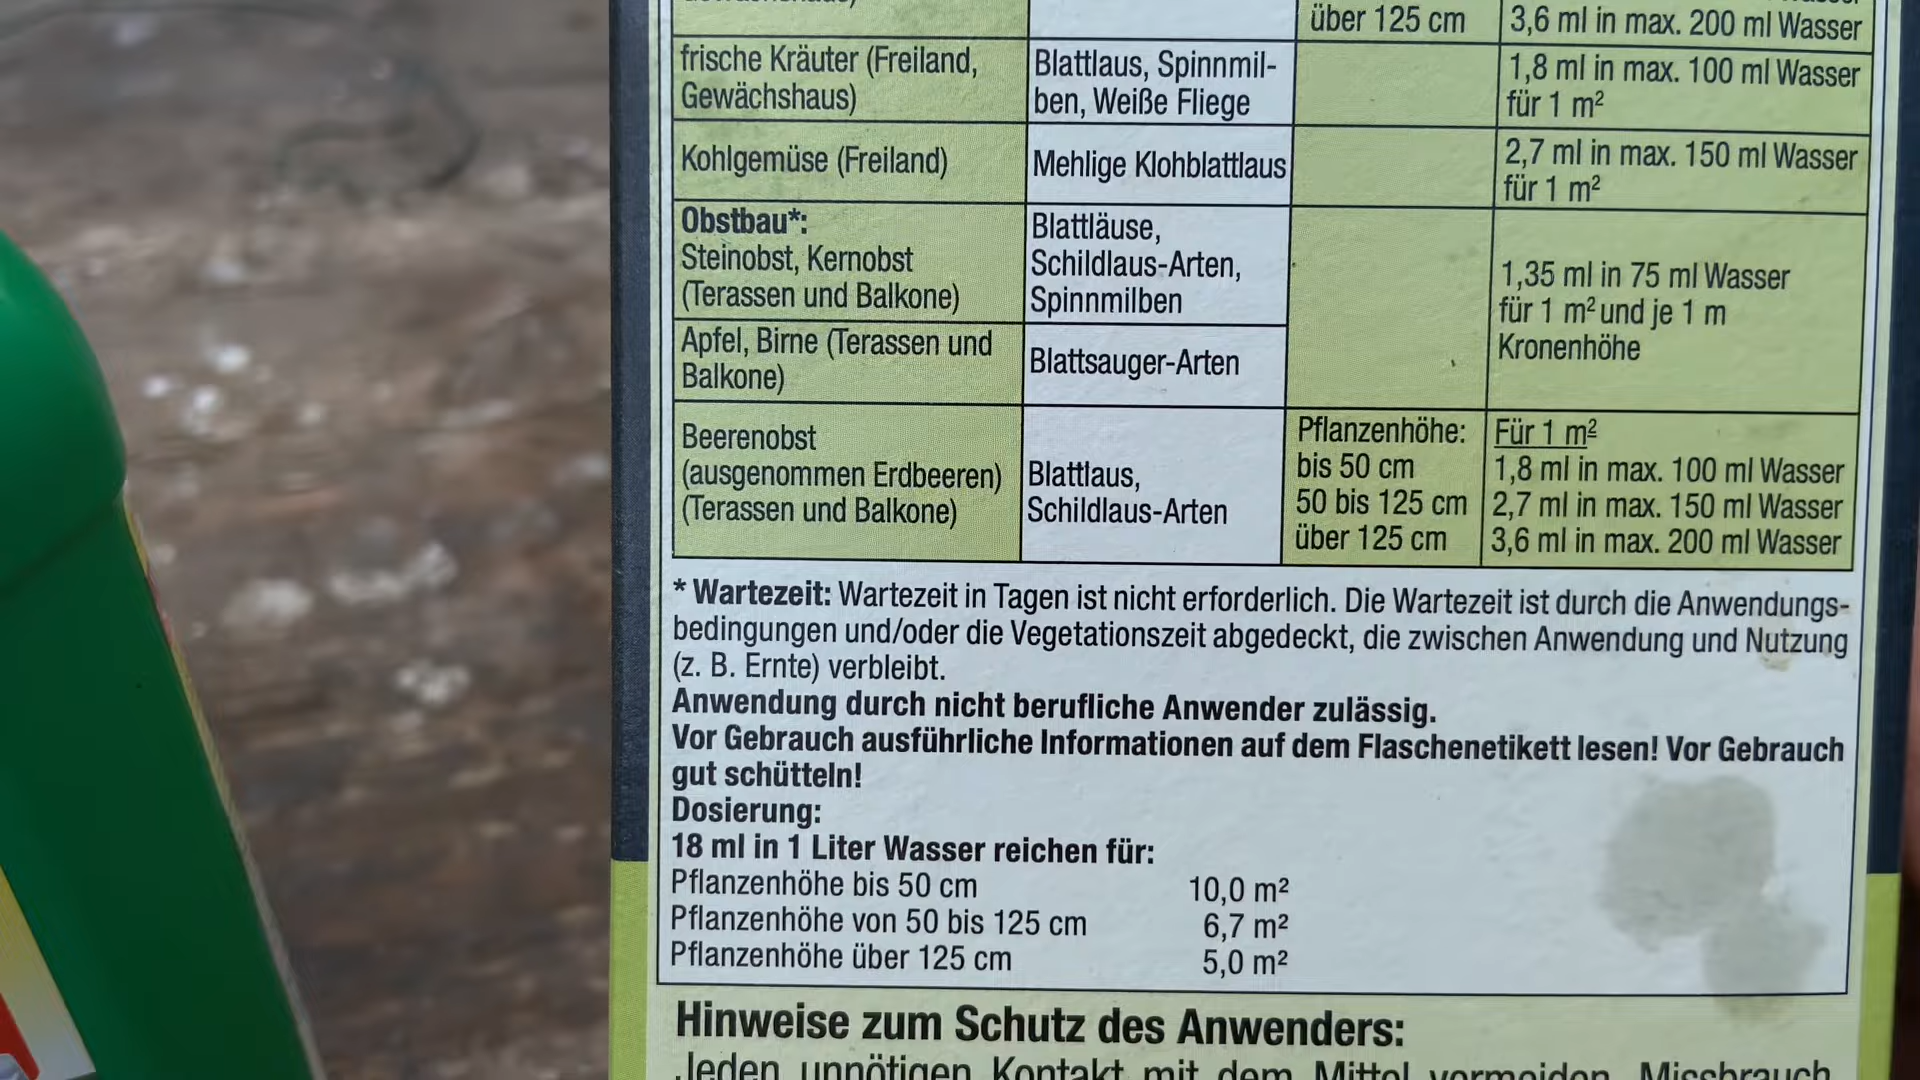 über 125 cm
3,6 ml in max. 200 ml Wasser
frische Kräuter (Freiland,
Gewächshaus)
Blattlaus, Spinnmil-
ben, Weiße Fliege
1,8 ml in max. 100 ml Wasser
für 1 m²
Kohlgemüse (Freiland)
Mehlige Klohblattlaus
2,7 ml in max. 150 ml Wasser
für 1 m²
Obstbau*:
Steinobst, Kernobst
(Terassen und Balkone)
Blattläuse,
Schildlaus-Arten,
Spinnmilben
1,35 ml in 75 ml Wasser
für 1 m² und je 1 m
Kronenhöhe
Apfel, Birne (Terassen und
Balkone)
Blattsauger-Arten
Beerenobst
(ausgenommen Erdbeeren)
(Terassen und Balkone)
Blattlaus,
Schildlaus-Arten
Pflanzenhöhe:
bis 50 cm
50 bis 125 cm
über 125 cm
Für 1 m²
1,8 ml in max. 100 ml Wasser
2,7 ml in max. 150 ml Wasser
3,6 ml in max. 200 ml Wasser
* Wartezeit: Wartezeit in Tagen ist nicht erforderlich. Die Wartezeit ist durch die Anwendungs-
bedingungen und/oder die Vegetationszeit abgedeckt, die zwischen Anwendung und Nutzung
(z. B. Ernte) verbleibt.
Anwendung durch nicht berufliche Anwender zulässig.
Vor Gebrauch ausführliche Informationen auf dem Flaschenetikett lesen! Vor Gebrauch
gut schütteln!
Dosierung:
18 ml in 1 Liter Wasser reichen für:
Pflanzenhöhe bis 50 cm 10,0 m²
Pflanzenhöhe von 50 bis 125 cm 6,7 m²
Pflanzenhöhe über 125 cm 5,0 m²
Hinweise zum Schutz des Anwenders:
Jeden unnötigen Kontakt mit dem Mittel vermeiden. Missbrauch